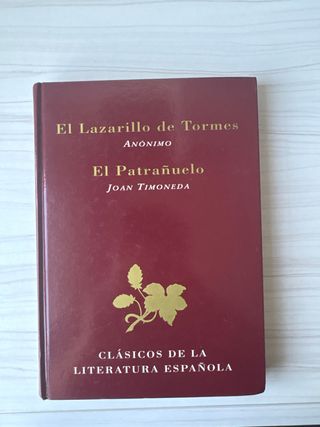 El Lazarillo de Tormes
Anónimo
El Patrañuelo
Joan Timoneda
CLÁSICOS DE LA
LITERATURA ESPAÑOLA